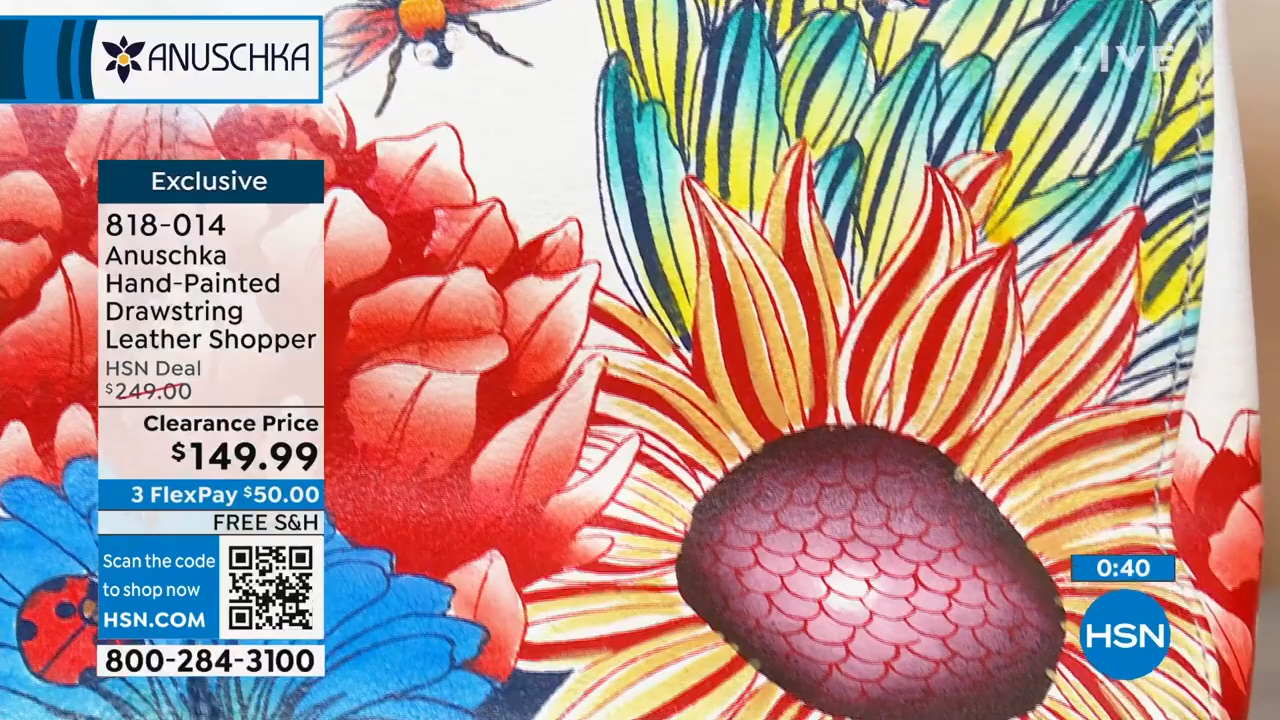 ANUSCHKA
LIVE
Exclusive
818-014
Anuschka
Hand-Painted
Drawstring
Leather Shopper
HSN Deal
$249.00
Clearance Price
$149.99
3 FlexPay $50.00
FREE S&H
Scan the code
to shop now
HSN.COM
800-284-3100
0:40
HSN